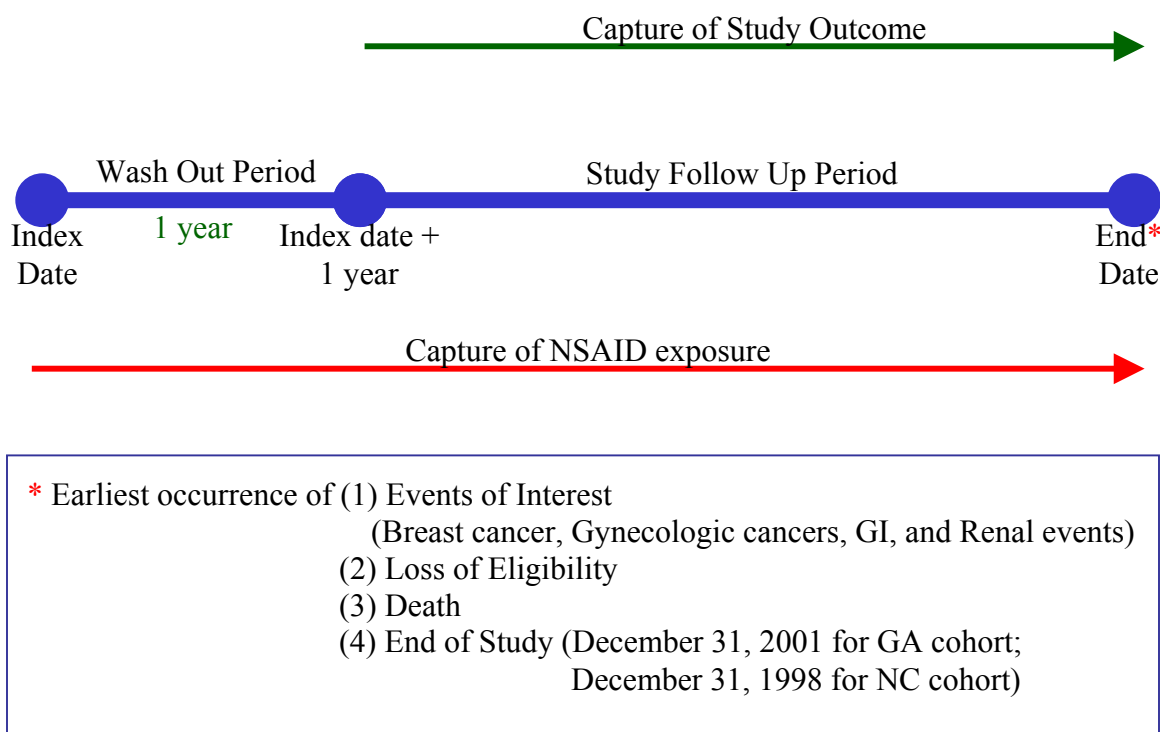 Capture of Study Outcome
Wash Out Period
Study Follow Up Period
Index
Date
1 year
Index date +
1 year
End*
Date
Capture of NSAID exposure
* Earliest occurrence of (1) Events of Interest
(Breast cancer, Gynecologic cancers, GI, and Renal events)
(2) Loss of Eligibility
(3) Death
(4) End of Study (December 31, 2001 for GA cohort;
December 31, 1998 for NC cohort)